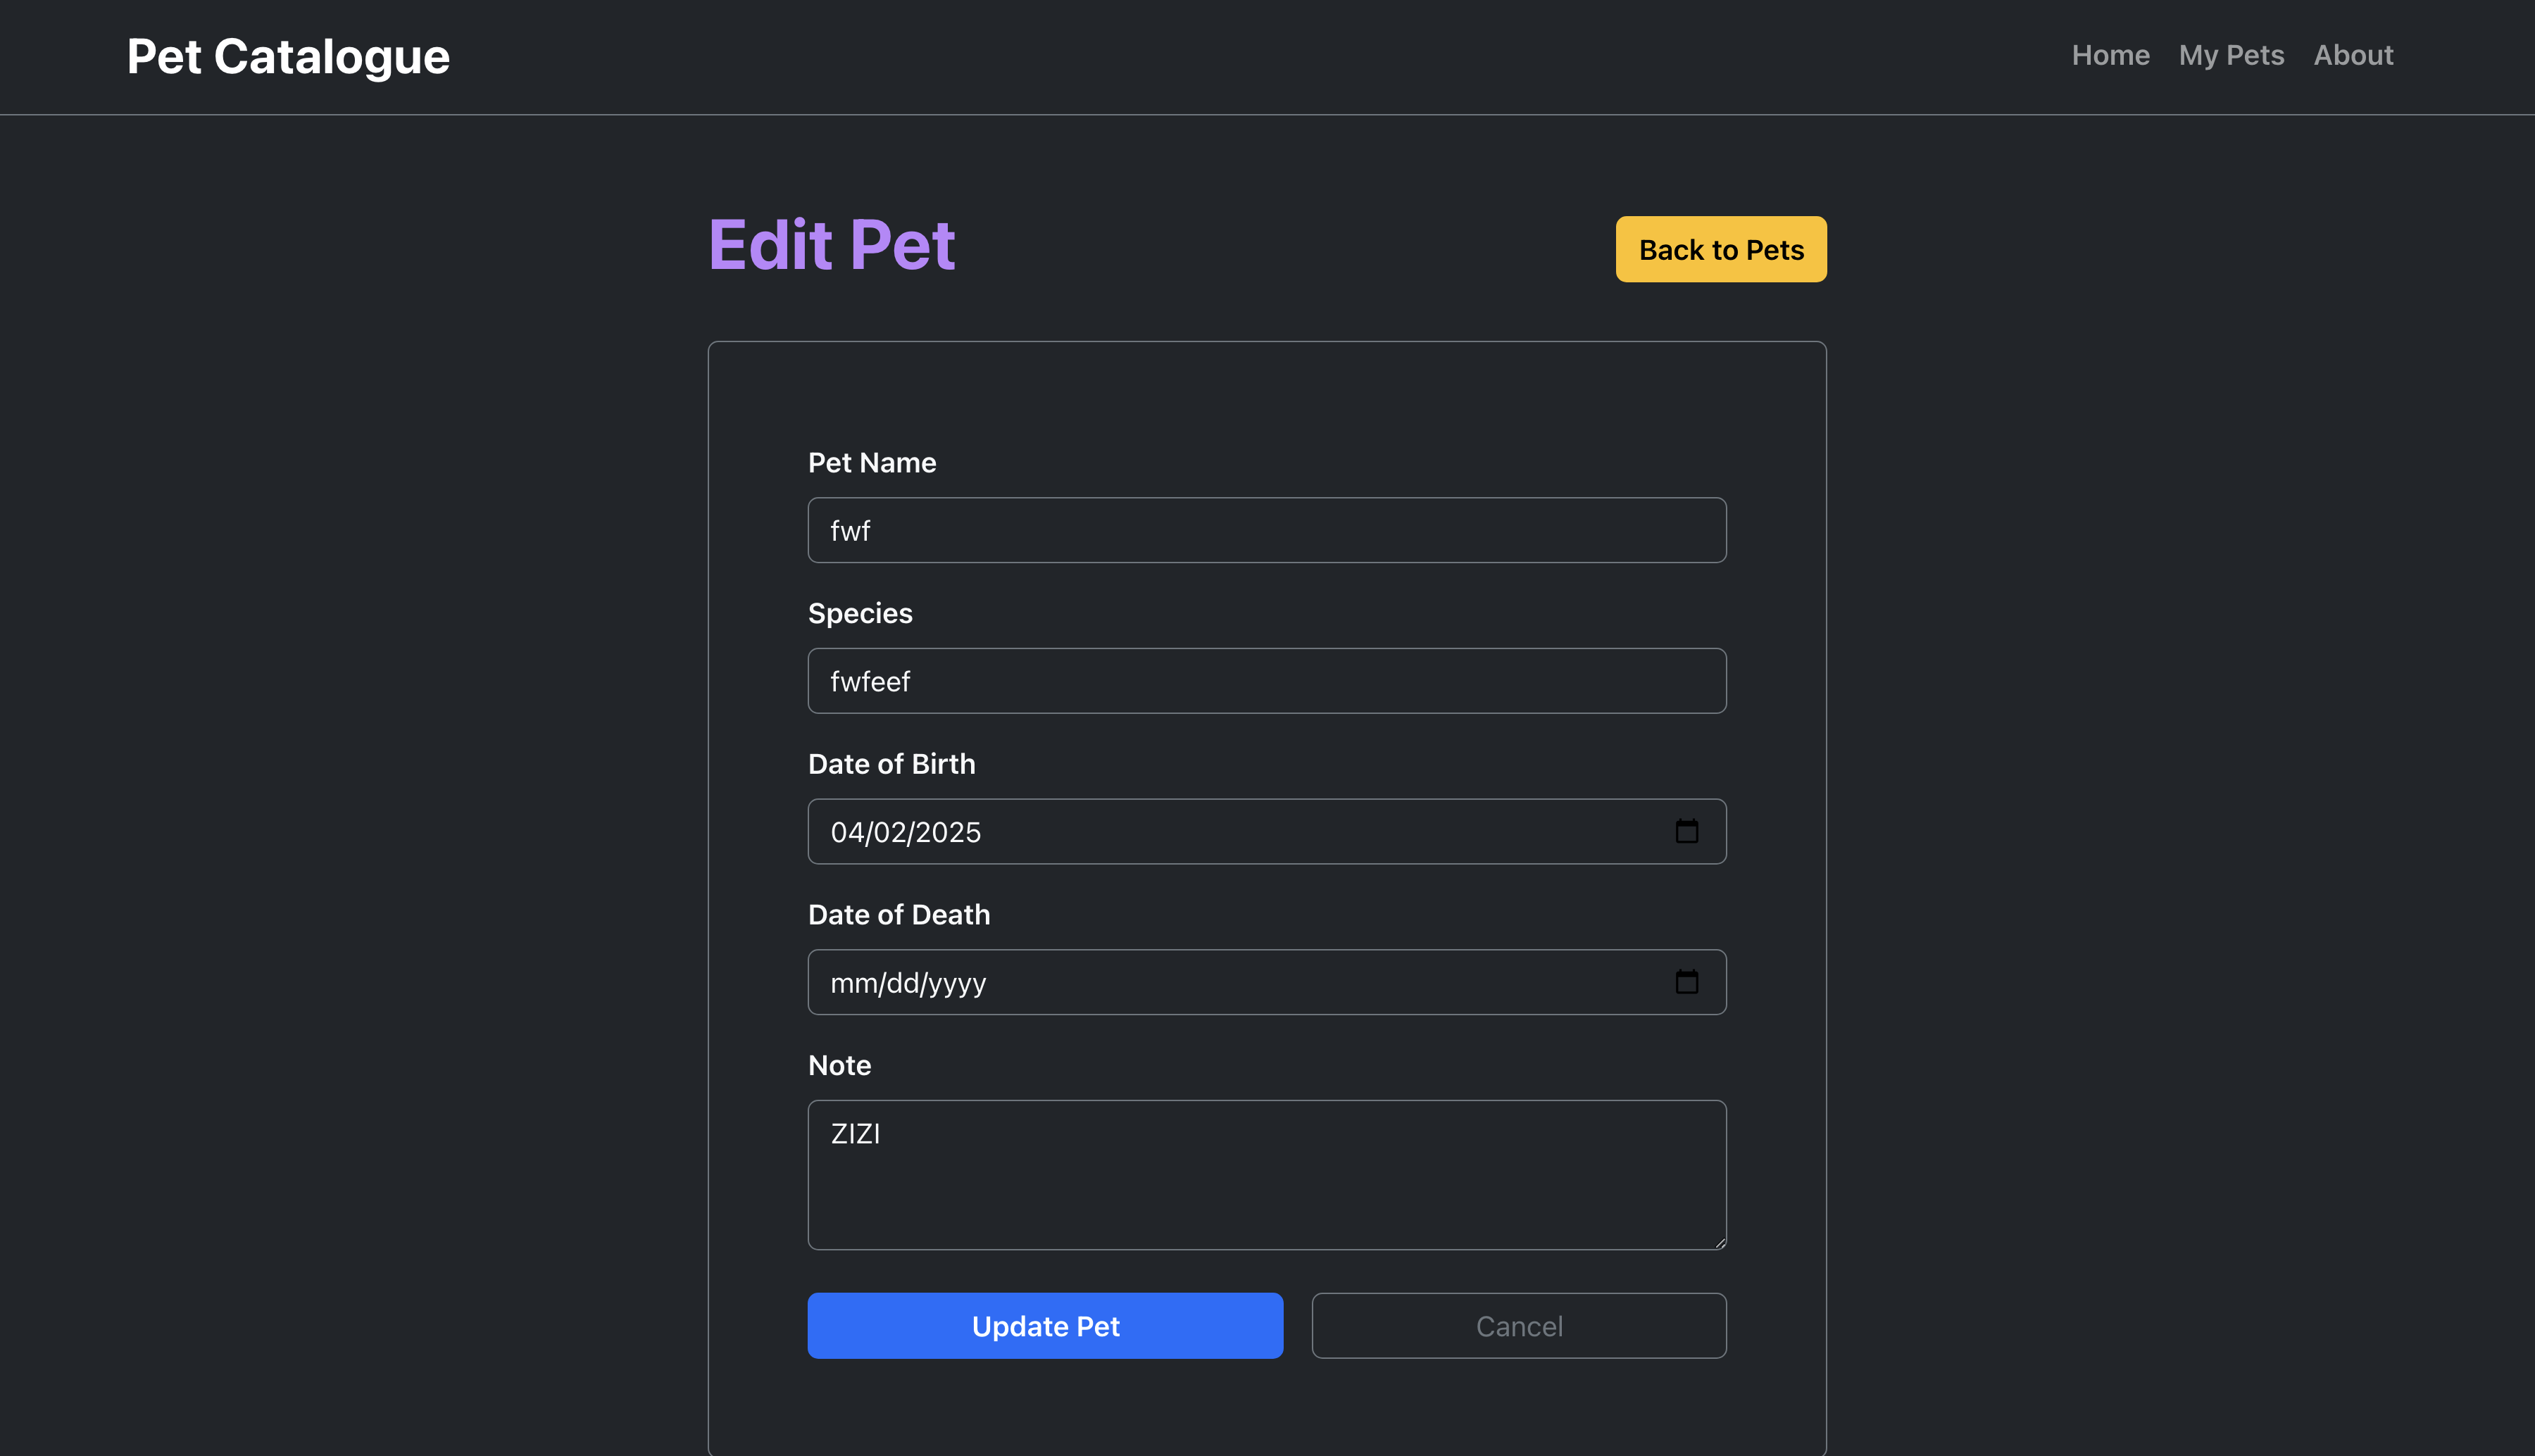 Pet Catalogue
Home My Pets About
Edit Pet
Back to Pets
Pet Name
fwf
Species
fwfeef
Date of Birth
04/02/2025
Date of Death
mm/dd/yyyy
Note
ZIZI
Update Pet
Cancel